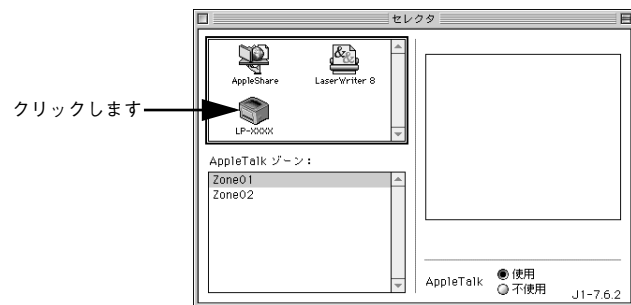 セレクタ
AppleShare
LaserWriter 8
クリックします
LP-XXXX
AppleTalk ゾーン：
Zone01
Zone02
AppleTalk
使用
不使用
J1-7.6.2